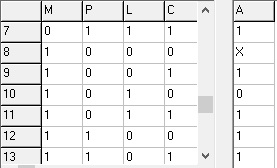 M P L C A
7 0 1 1 1 1
8 1 0 0 0 X
9 1 0 0 1 1
10 1 0 1 0 0
11 1 0 1 1 1
12 1 1 0 0 1
13 1 1 0 1 1